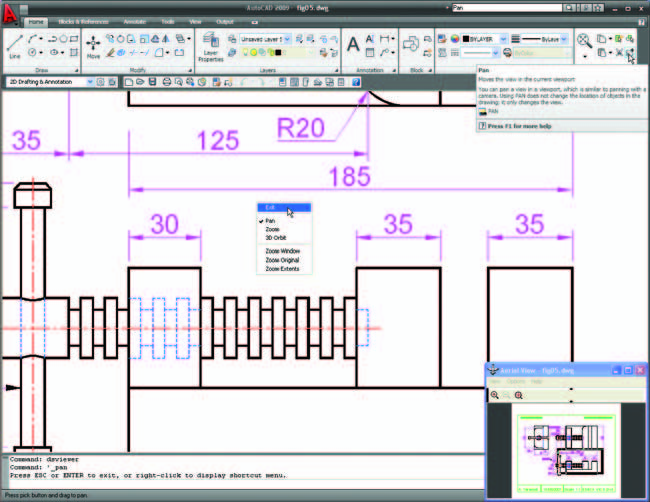 AutoCAD 2009 - fig05.dwg
Pan
Home Blocks & References Annotate Tools View Output
Line Move Layer Properties Unsaved Layer S
BYLAYER
ByLaye
Draw Modify Layers Annotation Block
2D Drafting & Annotation
Pan
Moves the view in the current viewport
You can pan a view in a viewport, which is similar to panning with a
camera. Using PAN does not change the location of objects in the
drawing; it only changes the view.
PAN
Press F1 for more help
R20
35 125
185
30 35 35
Exit
Pan
Zoom
3D Orbit
Zoom Window
Zoom Original
Zoom Extents
Aerial View - fig05.dwg
View Options Help
Command: dsviever
Command: '_pan
Press ESC or ENTER to exit, or right-click to display shortcut menu.
Press pick button and drag to pan.